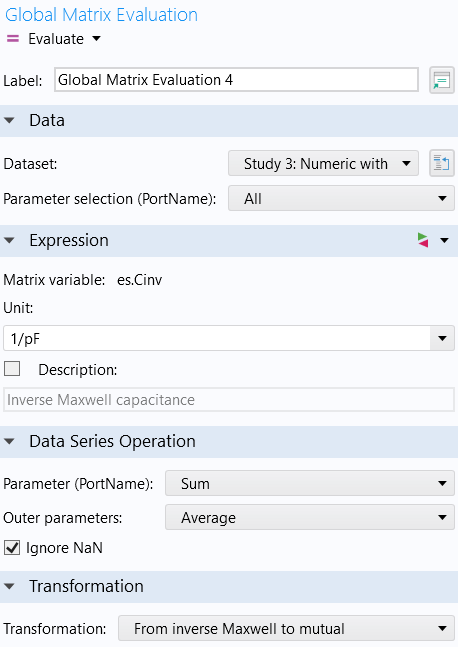 Global Matrix Evaluation
Evaluate
Label: Global Matrix Evaluation 4
Data
Dataset: Study 3: Numeric with
Parameter selection (PortName): All
Expression
Matrix variable: es.Cinv
Unit:
1/pF
Description:
Inverse Maxwell capacitance
Data Series Operation
Parameter (PortName): Sum
Outer parameters: Average
Ignore NaN
Transformation
Transformation: From inverse Maxwell to mutual